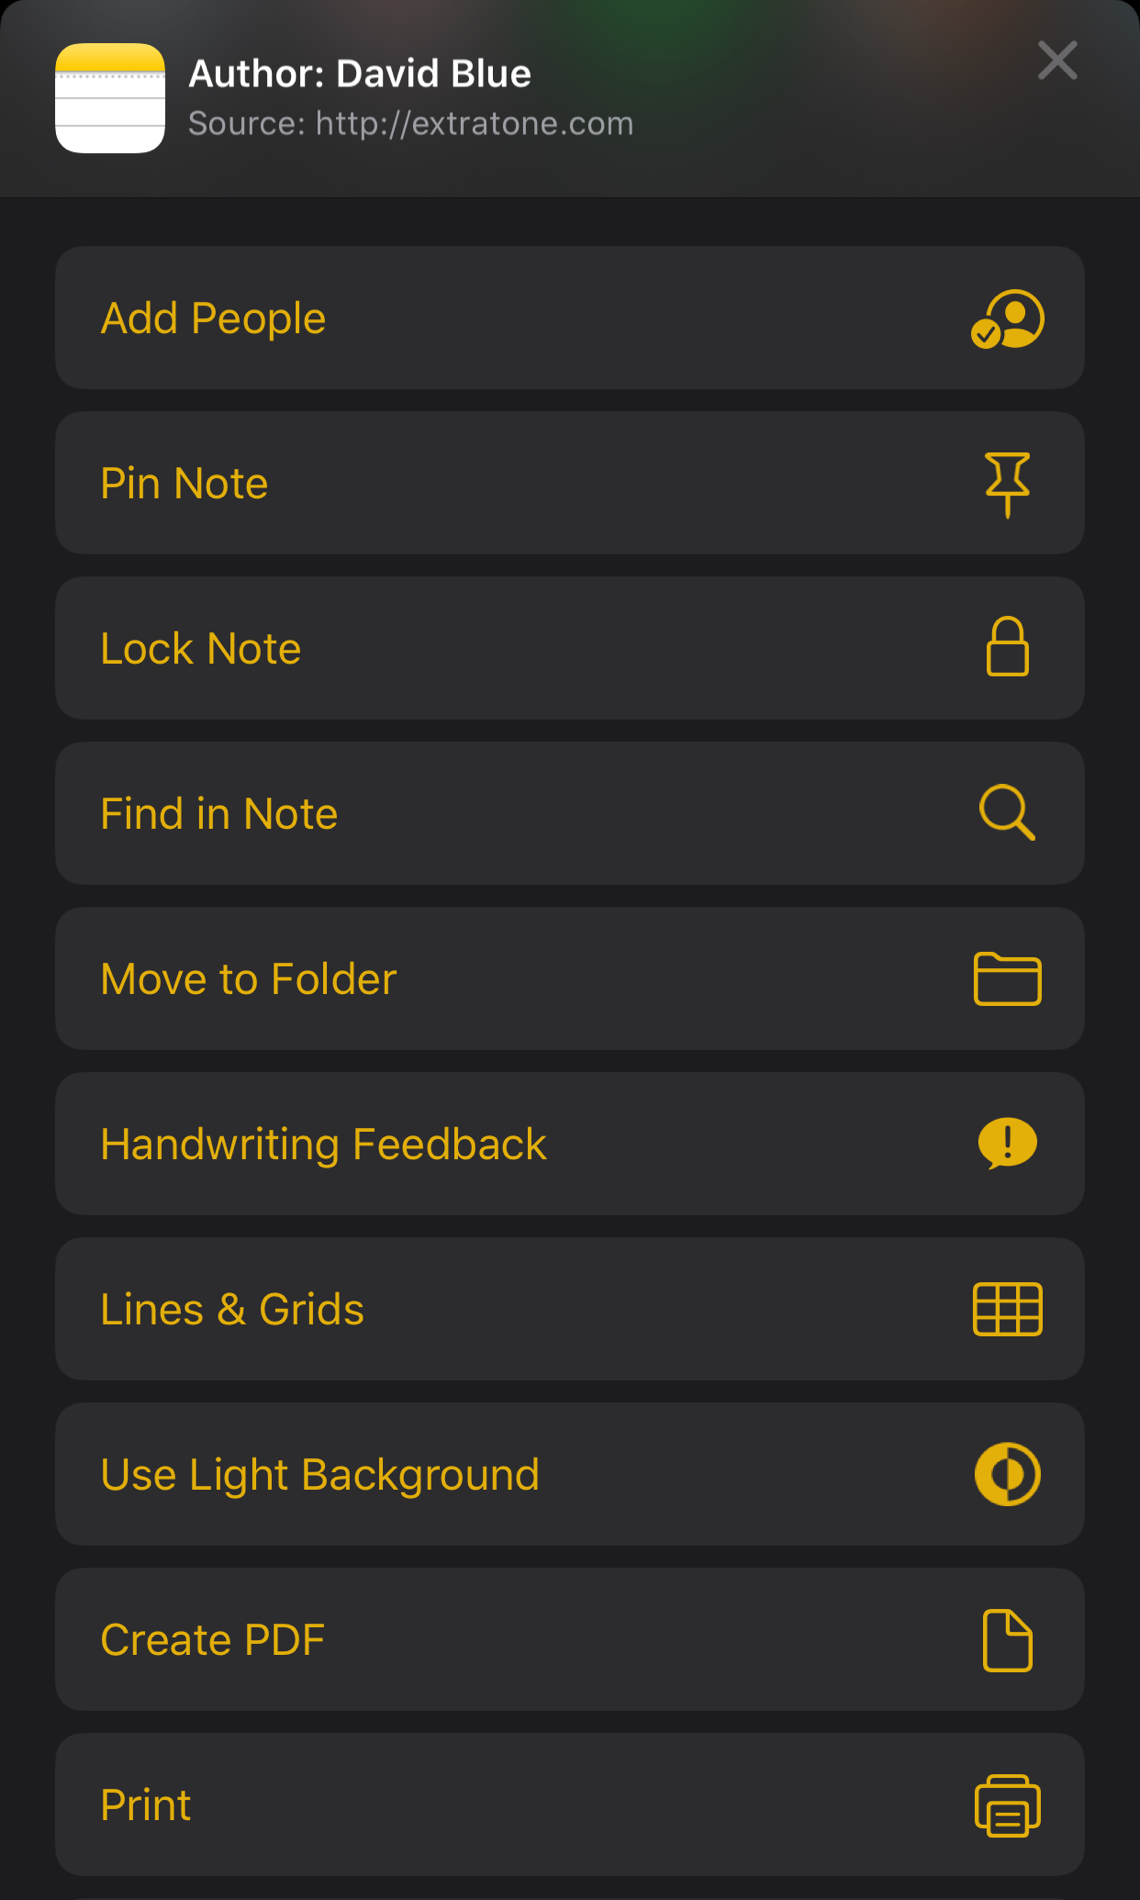 Author: David Blue
Source: http://extratone.com
Add People
Pin Note
Lock Note
Find in Note
Move to Folder
Handwriting Feedback
Lines & Grids
Use Light Background
Create PDF
Print